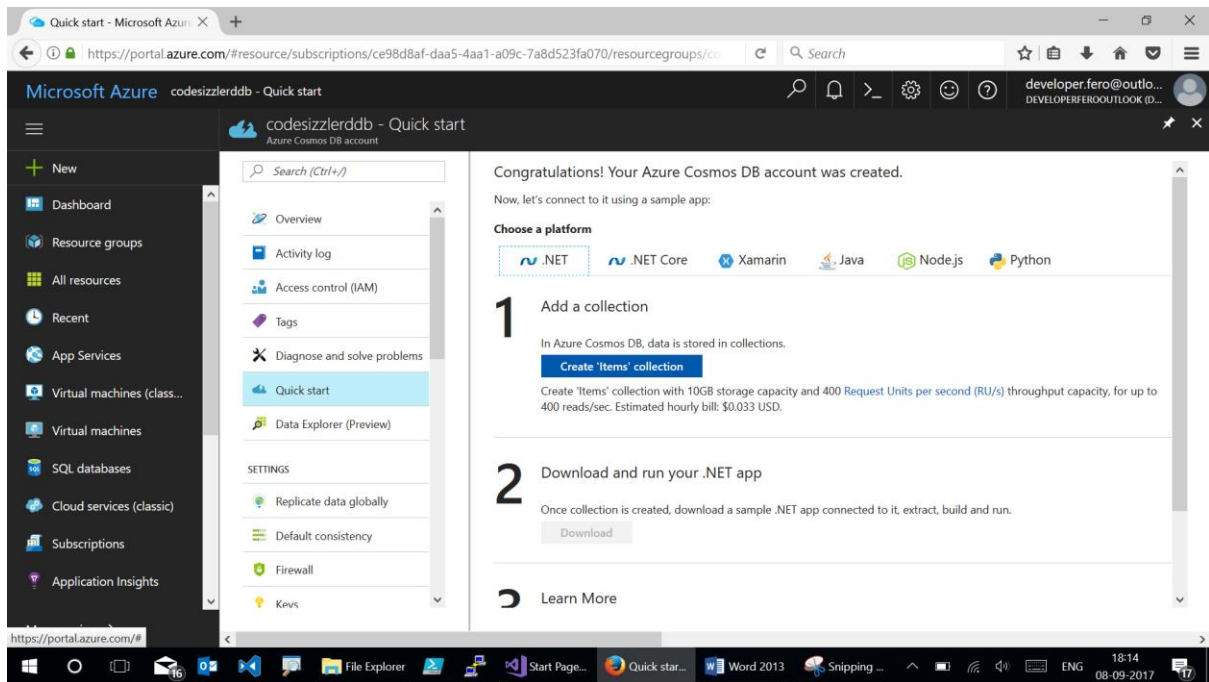 Quick start - Microsoft Azur
https://portal.azure.com/#resource/subscriptions/ce98d8af-daa5-4aa1-a09c-7a8d523fa070/resourcegroups/co
Search
Microsoft Azure codesizzlerddb - Quick start
developer.fero@outlo...
DEVELOPERFEROOUTLOOK (D...
codesizzlerddb - Quick start
Azure Cosmos DB account
New
Dashboard
Resource groups
All resources
Recent
App Services
Virtual machines (class...
Virtual machines
SQL databases
Cloud services (classic)
Subscriptions
Application Insights
https://portal.azure.com/#
Search (Ctrl+/)
Overview
Activity log
Access control (IAM)
Tags
Diagnose and solve problems
Quick start
Data Explorer (Preview)
SETTINGS
Replicate data globally
Default consistency
Firewall
Keys
Congratulations! Your Azure Cosmos DB account was created.
Now, let's connect to it using a sample app:
Choose a platform
.NET .NET Core Xamarin Java Node.js Python
1 Add a collection
In Azure Cosmos DB, data is stored in collections.
Create 'Items' collection
Create 'Items' collection with 10GB storage capacity and 400 Request Units per second (RU/s) throughput capacity, for up to
400 reads/sec. Estimated hourly bill: $0.033 USD.
2 Download and run your .NET app
Once collection is created, download a sample .NET app connected to it, extract, build and run.
Download
3 Learn More
16 File Explorer Start Page... Quick star... Word 2013 Snipping ... ENG 18:14
08-09-2017
17